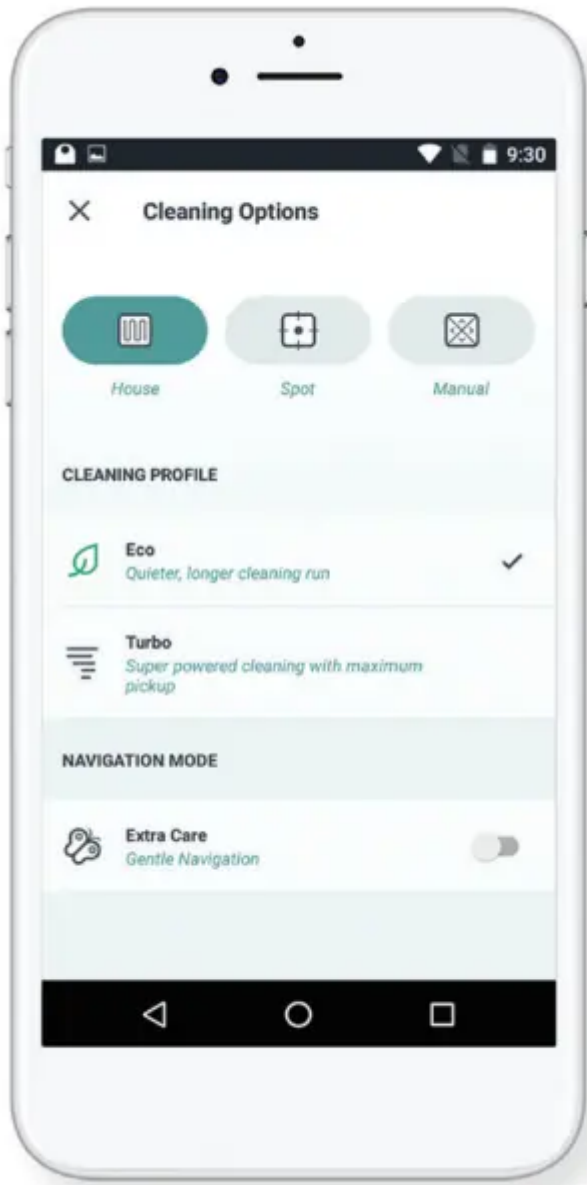 9:30
Cleaning Options
House
Spot
Manual
CLEANING PROFILE
Eco
Quieter, longer cleaning run
Turbo
Super powered cleaning with maximum
pickup
NAVIGATION MODE
Extra Care
Gentle Navigation